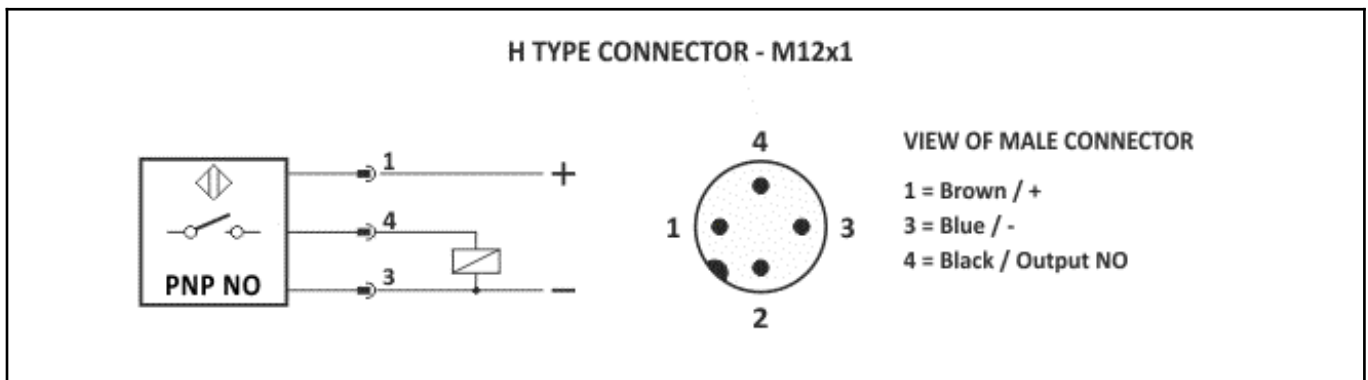 H TYPE CONNECTOR - M12x1
1
+
4
3
−
PNP NO
4
1
3
2
VIEW OF MALE CONNECTOR
1 = Brown / +
3 = Blue / -
4 = Black / Output NO